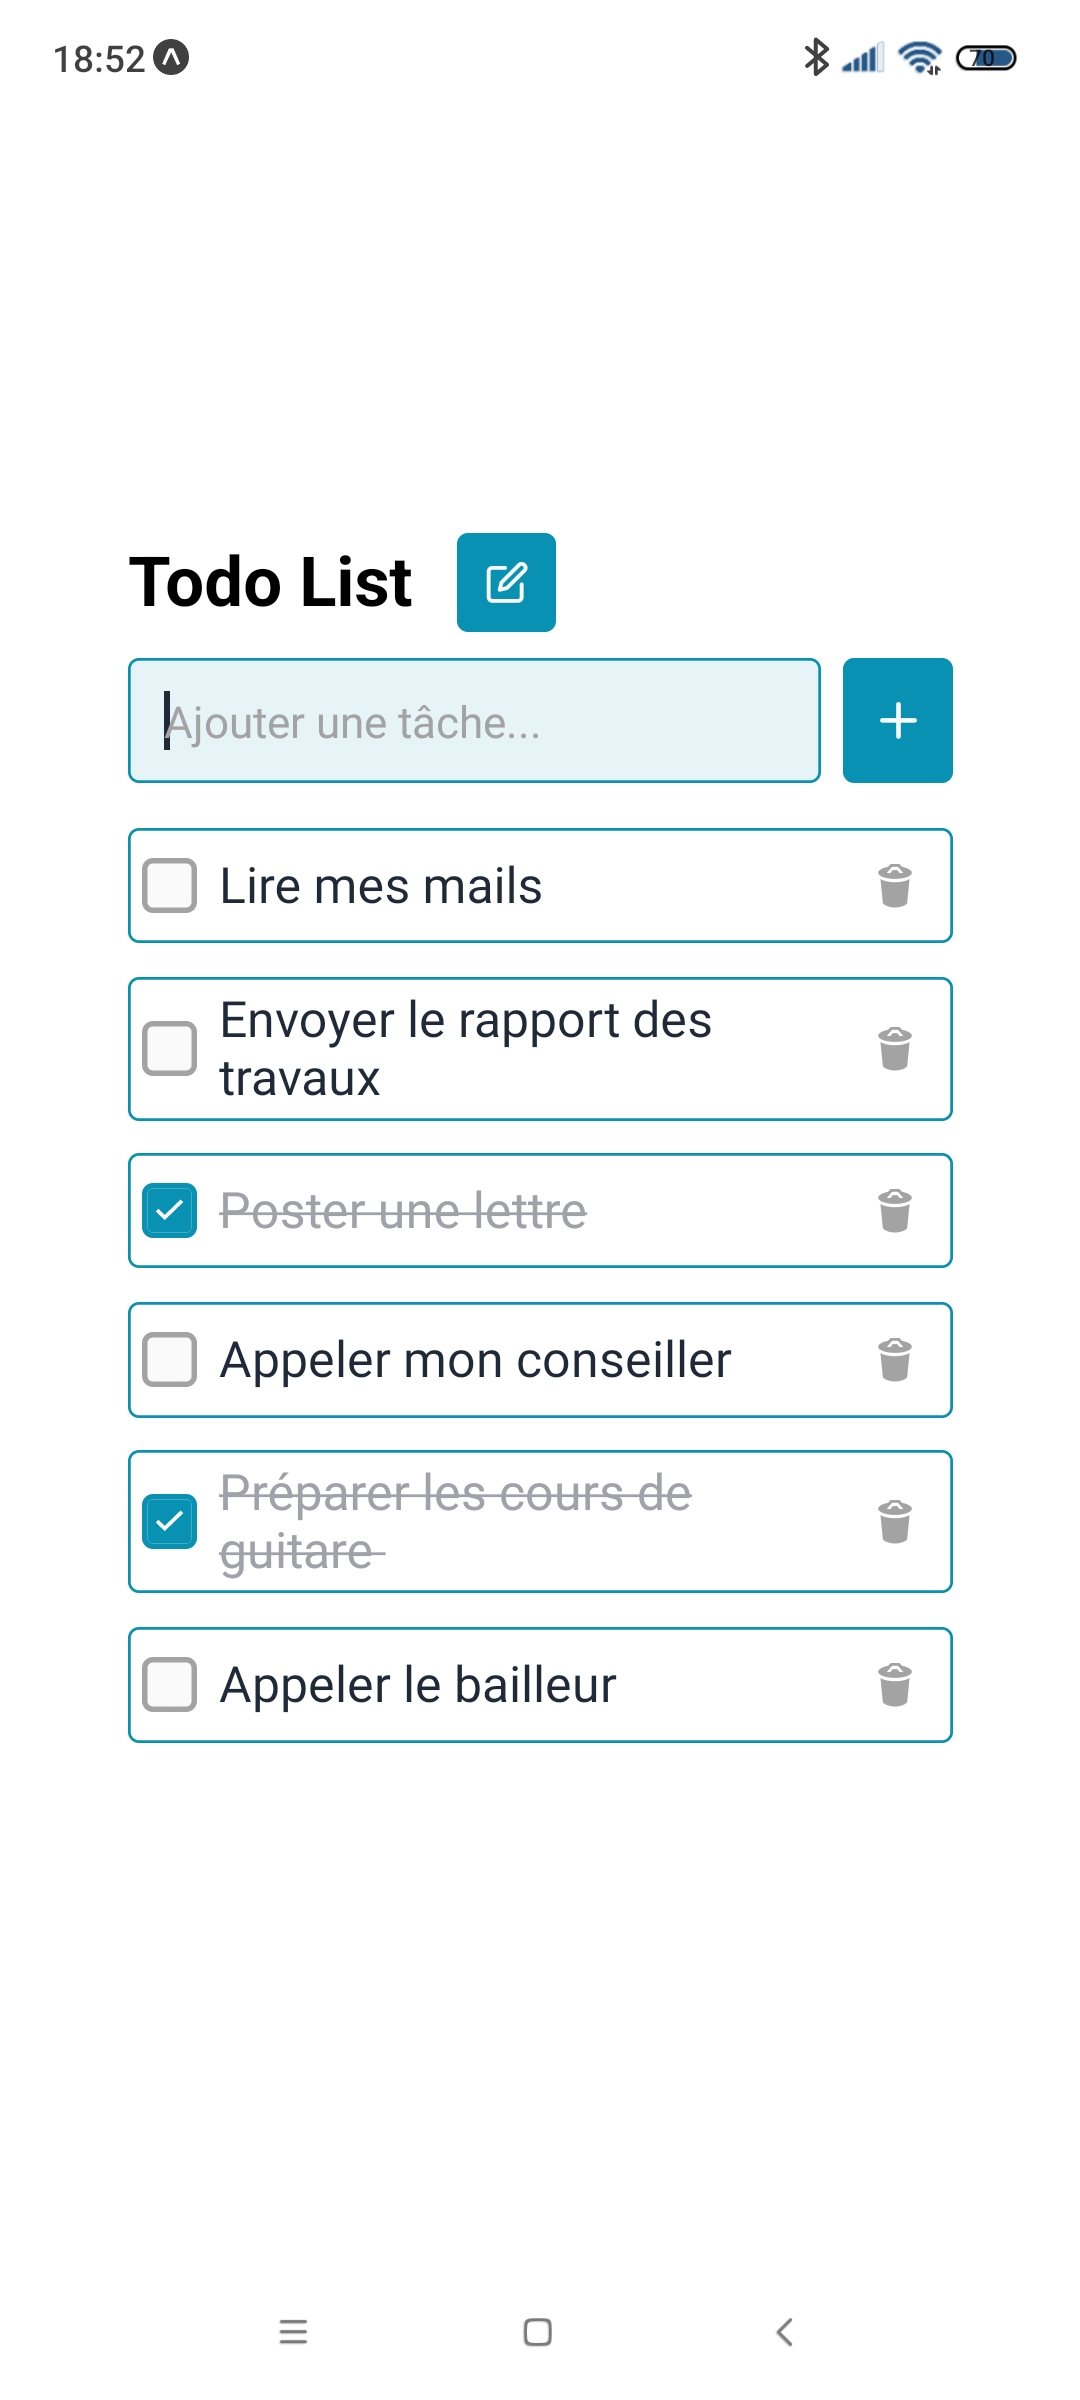 18:52
70
Todo List
Ajouter une tâche...
Lire mes mails
Envoyer le rapport des
travaux
Poster une lettre
Appeler mon conseiller
Préparer les cours de
guitare
Appeler le bailleur